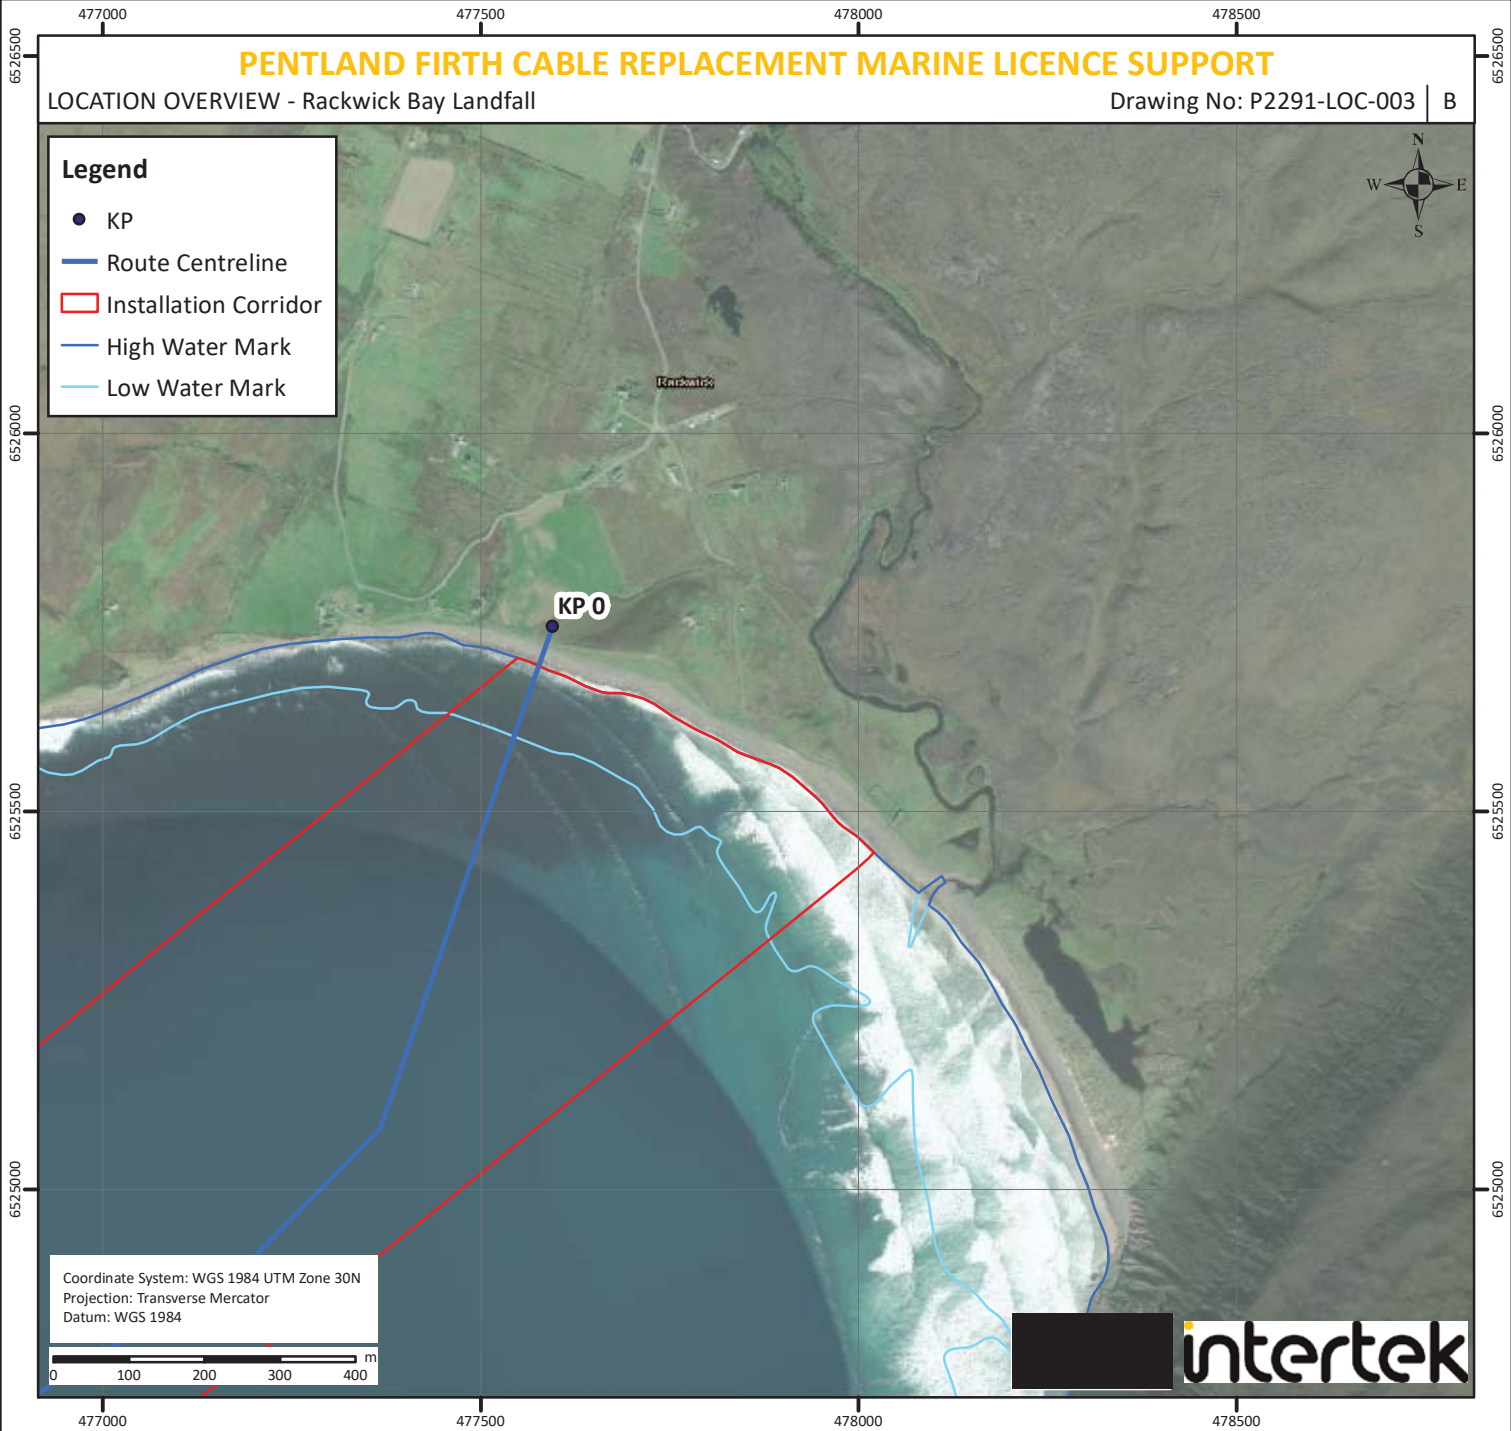 477000 477500 478000 478500
6526500 6526500
PENTLAND FIRTH CABLE REPLACEMENT MARINE LICENCE SUPPORT
LOCATION OVERVIEW - Rackwick Bay Landfall Drawing No: P2291-LOC-003 B
Legend
KP
Route Centreline
Installation Corridor
High Water Mark
Low Water Mark
N
W E
S
Rackwick
6526000 6526000
KP 0
6525500 6525500
6525000 6525000
Coordinate System: WGS 1984 UTM Zone 30N
Projection: Transverse Mercator
Datum: WGS 1984
m
0 100 200 300 400
intertek
477000 477500 478000 478500